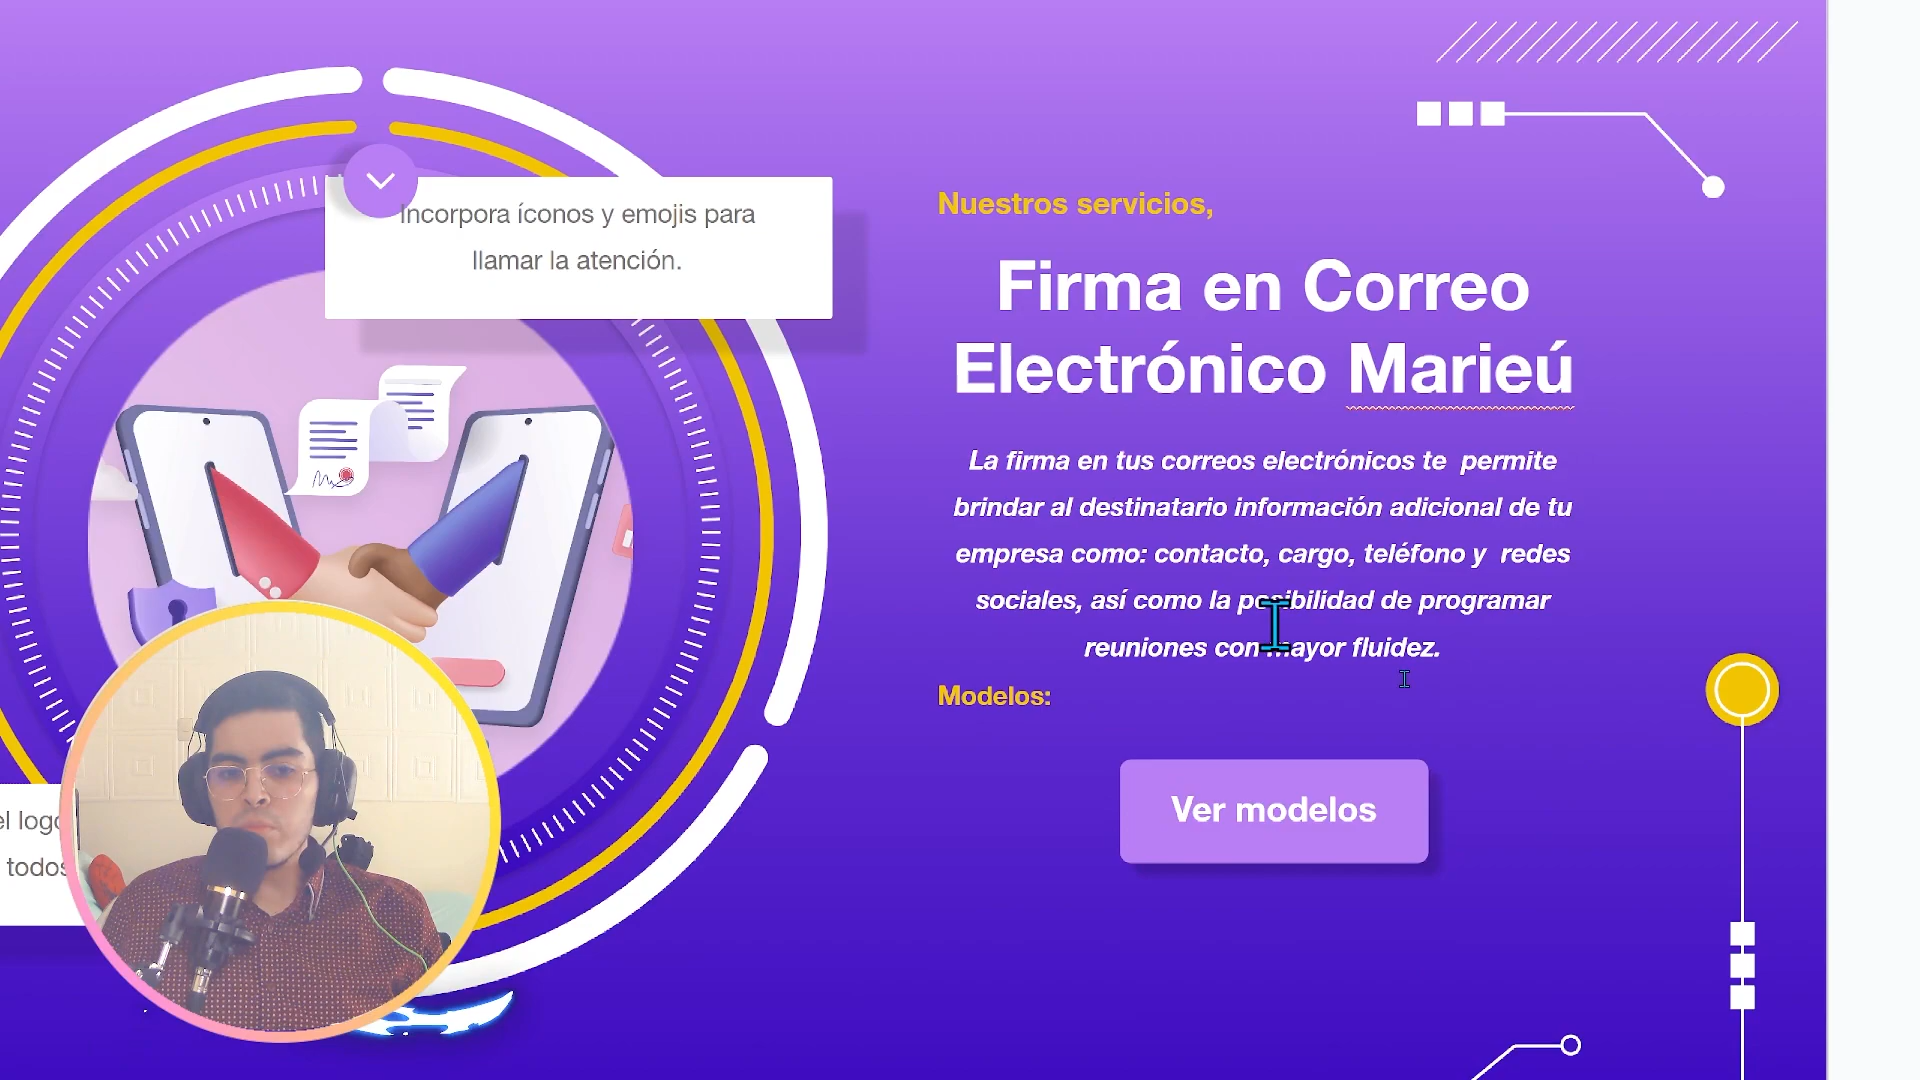 Incorpora íconos y emojis para
llamar la atención.
Nuestros servicios,
Firma en Correo
Electrónico Marieú
La firma en tus correos electrónicos te  permite
brindar al destinatario información adicional de tu
empresa como: contacto, cargo, teléfono y  redes
sociales, así como la posibilidad de programar
reuniones con mayor fluidez.
Modelos:
Ver modelos
el logo
todos